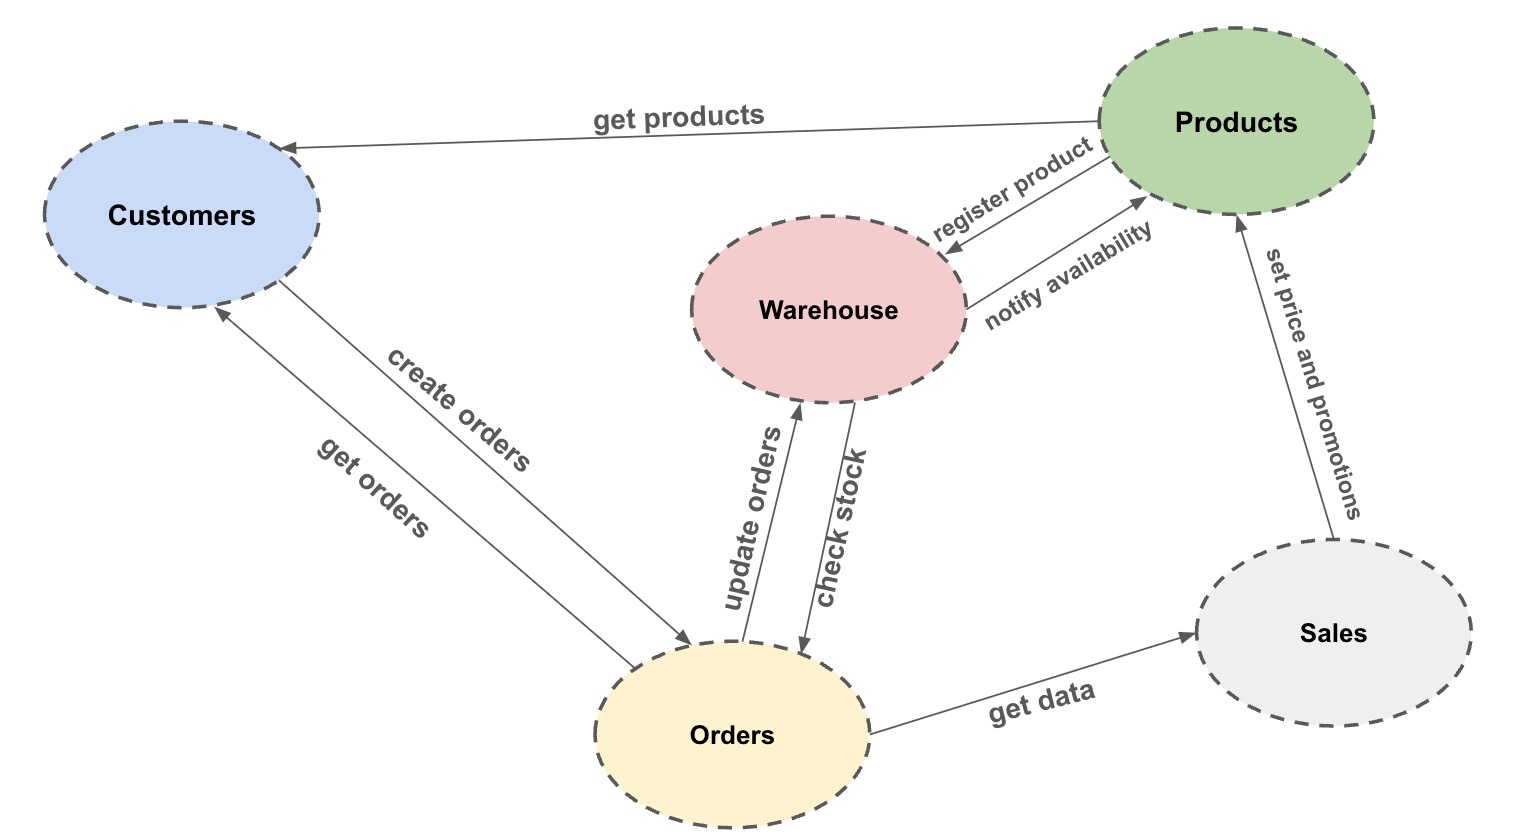 get products
Products
Customers
register product
notify availability
Warehouse
set price and promotions
create orders
get orders
update orders
check stock
Sales
get data
Orders